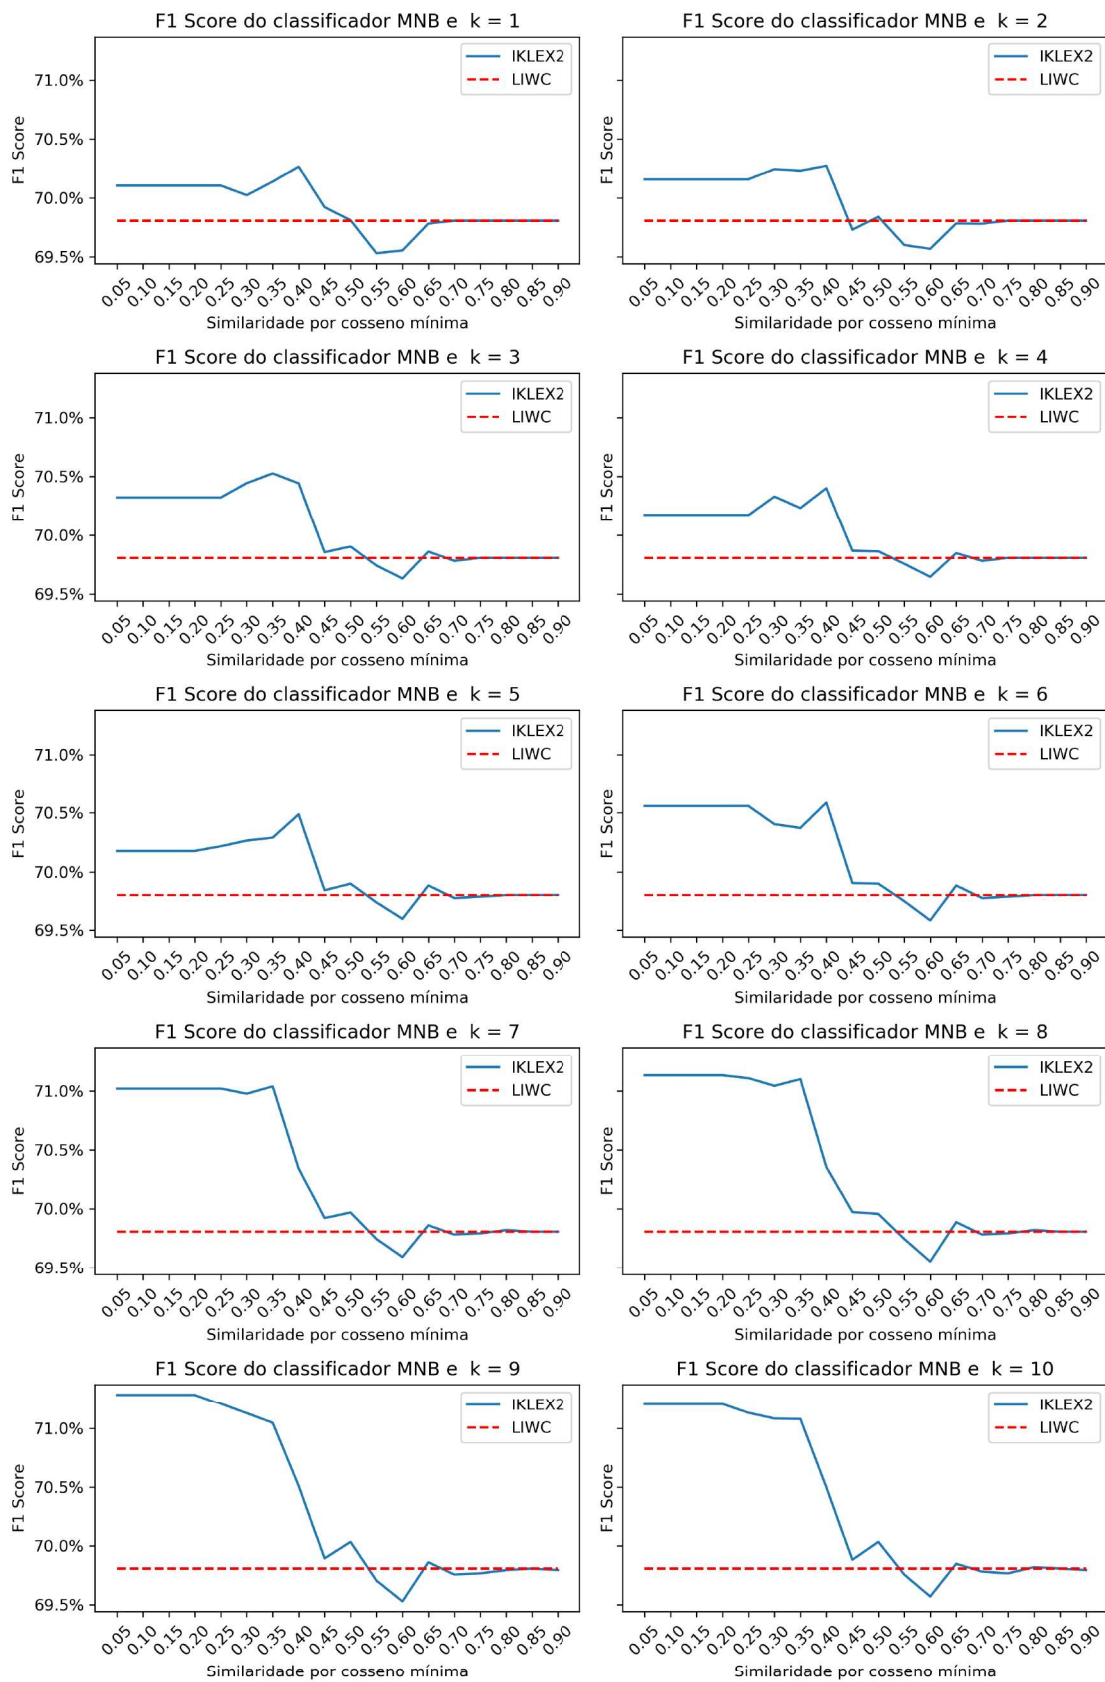 F1 Score do classificador MNB e  k = 1
F1 Score
71.0%
70.5%
70.0%
69.5%
IKLEX2
LIWC
0.05 0.10 0.15 0.20 0.25 0.30 0.35 0.40 0.45 0.50 0.55 0.60 0.65 0.70 0.75 0.80 0.85 0.90
Similaridade por cosseno mínima
F1 Score do classificador MNB e  k = 2
F1 Score
IKLEX2
LIWC
0.05 0.10 0.15 0.20 0.25 0.30 0.35 0.40 0.45 0.50 0.55 0.60 0.65 0.70 0.75 0.80 0.85 0.90
Similaridade por cosseno mínima
F1 Score do classificador MNB e  k = 3
F1 Score
71.0%
70.5%
70.0%
69.5%
IKLEX2
LIWC
0.05 0.10 0.15 0.20 0.25 0.30 0.35 0.40 0.45 0.50 0.55 0.60 0.65 0.70 0.75 0.80 0.85 0.90
Similaridade por cosseno mínima
F1 Score do classificador MNB e  k = 4
F1 Score
IKLEX2
LIWC
0.05 0.10 0.15 0.20 0.25 0.30 0.35 0.40 0.45 0.50 0.55 0.60 0.65 0.70 0.75 0.80 0.85 0.90
Similaridade por cosseno mínima
F1 Score do classificador MNB e  k = 5
F1 Score
71.0%
70.5%
70.0%
69.5%
IKLEX2
LIWC
0.05 0.10 0.15 0.20 0.25 0.30 0.35 0.40 0.45 0.50 0.55 0.60 0.65 0.70 0.75 0.80 0.85 0.90
Similaridade por cosseno mínima
F1 Score do classificador MNB e  k = 6
F1 Score
IKLEX2
LIWC
0.05 0.10 0.15 0.20 0.25 0.30 0.35 0.40 0.45 0.50 0.55 0.60 0.65 0.70 0.75 0.80 0.85 0.90
Similaridade por cosseno mínima
F1 Score do classificador MNB e  k = 7
F1 Score
71.0%
70.5%
70.0%
69.5%
IKLEX2
LIWC
0.05 0.10 0.15 0.20 0.25 0.30 0.35 0.40 0.45 0.50 0.55 0.60 0.65 0.70 0.75 0.80 0.85 0.90
Similaridade por cosseno mínima
F1 Score do classificador MNB e  k = 8
F1 Score
IKLEX2
LIWC
0.05 0.10 0.15 0.20 0.25 0.30 0.35 0.40 0.45 0.50 0.55 0.60 0.65 0.70 0.75 0.80 0.85 0.90
Similaridade por cosseno mínima
F1 Score do classificador MNB e  k = 9
F1 Score
71.0%
70.5%
70.0%
69.5%
IKLEX2
LIWC
0.05 0.10 0.15 0.20 0.25 0.30 0.35 0.40 0.45 0.50 0.55 0.60 0.65 0.70 0.75 0.80 0.85 0.90
Similaridade por cosseno mínima
F1 Score do classificador MNB e  k = 10
F1 Score
IKLEX2
LIWC
0.05 0.10 0.15 0.20 0.25 0.30 0.35 0.40 0.45 0.50 0.55 0.60 0.65 0.70 0.75 0.80 0.85 0.90
Similaridade por cosseno mínima